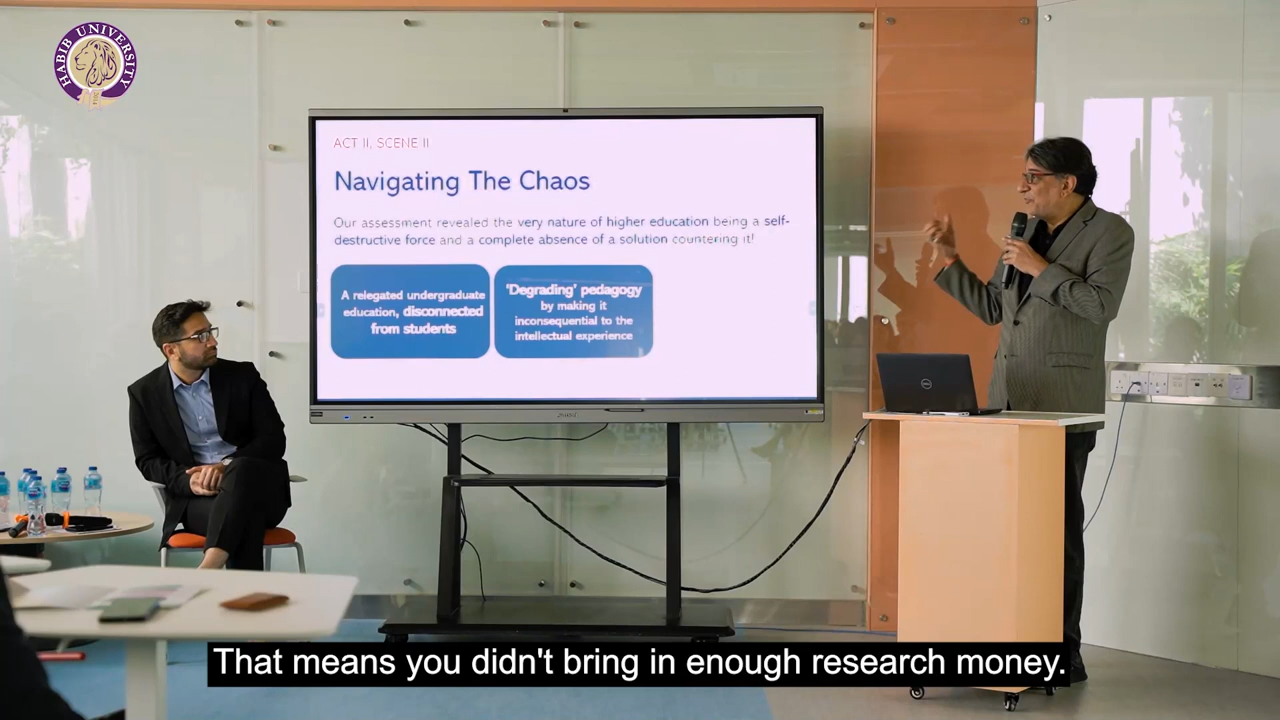 HABIB UNIVERSITY
ACT II, SCENE II
Navigating The Chaos
Our assessment revealed the very nature of higher education being a self-
destructive force and a complete absence of a solution countering it!
A relegated undergraduate
education, disconnected
from students
'Degrading' pedagogy
by making it
inconsequential to the
intellectual experience
DELL
That means you didn't bring in enough research money.